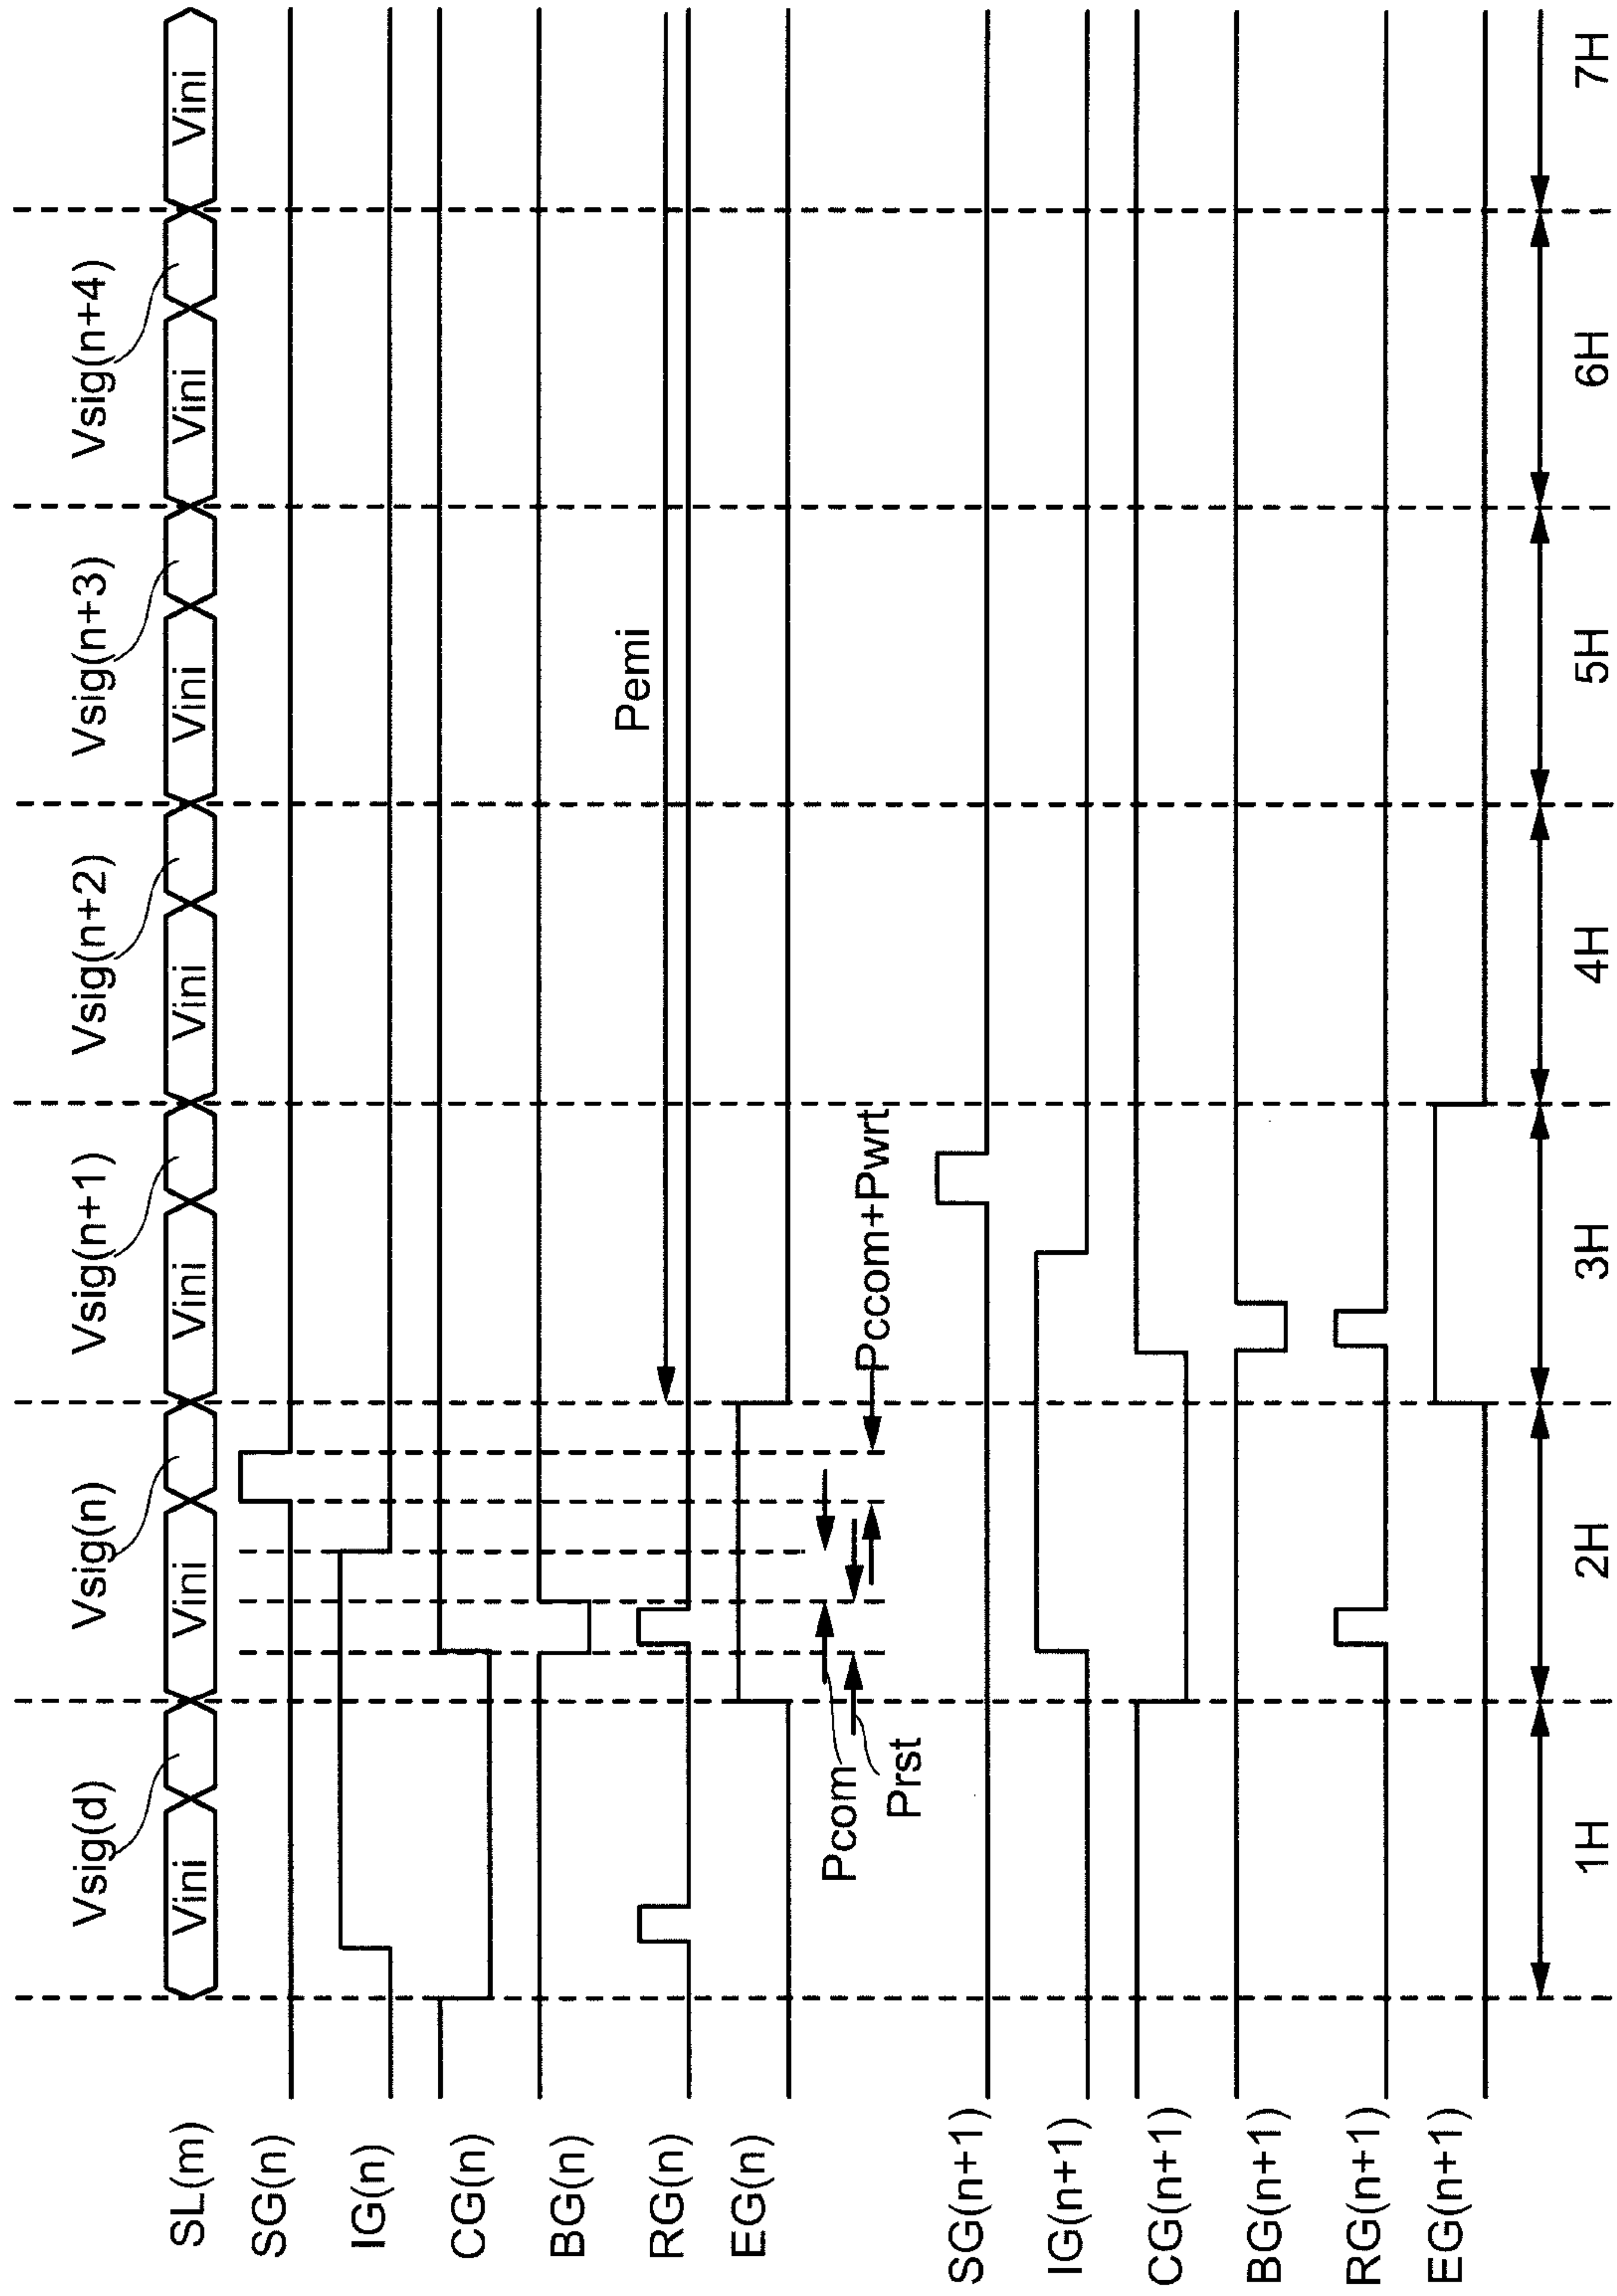 Vsig(d)
Vsig(n)
Vsig(n+1)
Vsig(n+2)
Vsig(n+3)
Vsig(n+4)
SL(m)
Vini
Vini
Vini
Vini
Vini
Vini
Vini
SG(n)
IG(n)
CG(n)
BG(n)
Pemi
RG(n)
EG(n)
Pcom
Pccom+Pwrt
Prst
SG(n+1)
IG(n+1)
CG(n+1)
BG(n+1)
RG(n+1)
EG(n+1)
1H
2H
3H
4H
5H
6H
7H